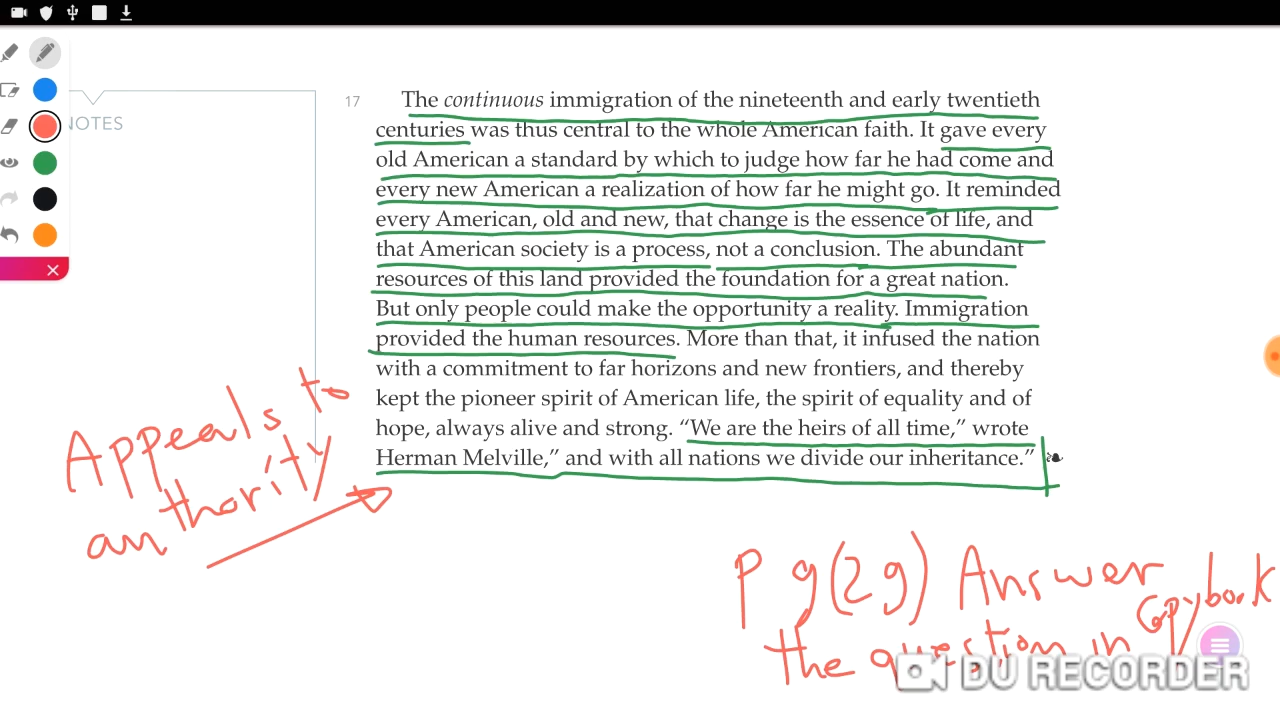 NOTES
17 The continuous immigration of the nineteenth and early twentieth
centuries was thus central to the whole American faith. It gave every
old American a standard by which to judge how far he had come and
every new American a realization of how far he might go. It reminded
every American, old and new, that change is the essence of life, and
that American society is a process, not a conclusion. The abundant
resources of this land provided the foundation for a great nation.
But only people could make the opportunity a reality. Immigration
provided the human resources. More than that, it infused the nation
with a commitment to far horizons and new frontiers, and thereby
kept the pioneer spirit of American life, the spirit of equality and of
hope, always alive and strong. “We are the heirs of all time,” wrote
Herman Melville,” and with all nations we divide our inheritance.”
Appeals to
authority
Pg(29) Answer
the question in Copybook
DU RECORDER